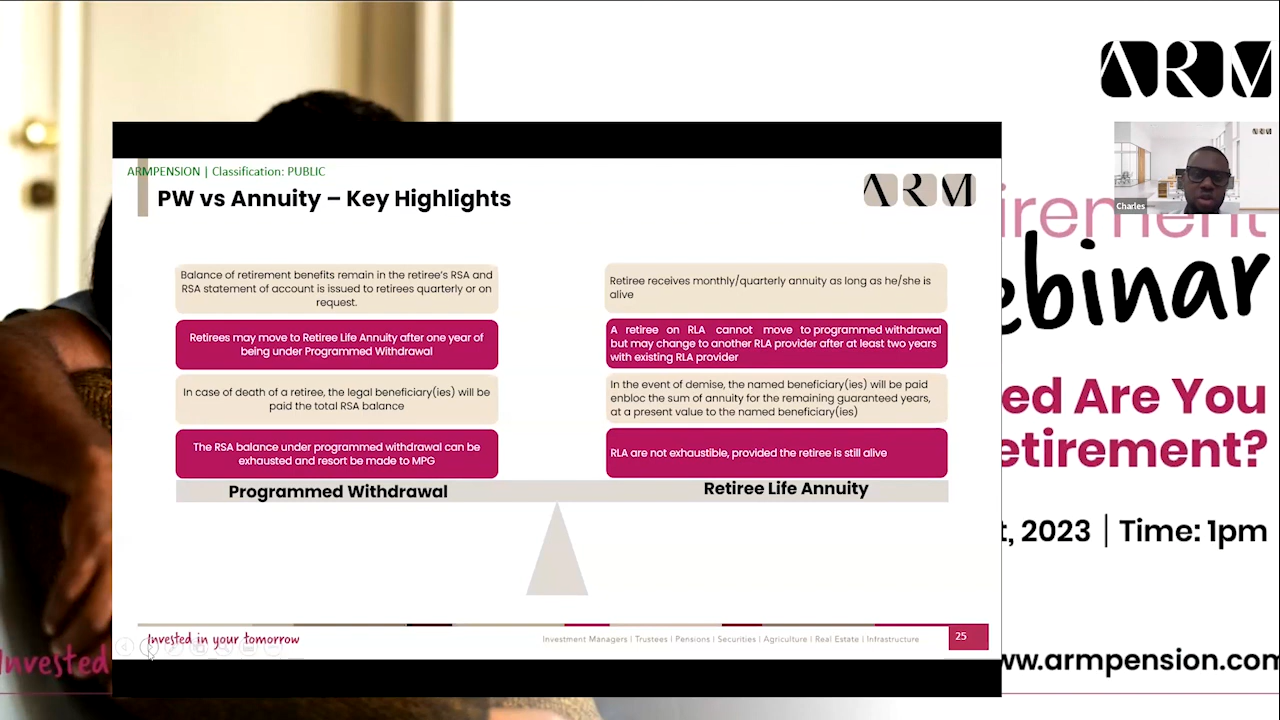 ARM
Charles
irement
ebinar
ed Are You
etirement?
t, 2023 | Time: 1pm
ww.armpension.com
Invested
ARMPENSION | Classification: PUBLIC
PW vs Annuity – Key Highlights
ARM
Balance of retirement benefits remain in the retiree's RSA and
RSA statement of account is issued to retirees quarterly or on
request.
Retirees may move to Retiree Life Annuity after one year of
being under Programmed Withdrawal
In case of death of a retiree, the legal beneficiary(ies) will be
paid the total RSA balance
The RSA balance under programmed withdrawal can be
exhausted and resort be made to MPG
Programmed Withdrawal
Retiree receives monthly/quarterly annuity as long as he/she is
alive
A retiree on RLA cannot move to programmed withdrawal
but may change to another RLA provider after at least two years
with existing RLA provider
In the event of demise, the named beneficiary(ies) will be paid
enbloc the sum of annuity for the remaining guaranteed years,
at a present value to the named beneficiary(ies)
RLA are not exhaustible, provided the retiree is still alive
Retiree Life Annuity
Invested in your tomorrow
Investment Managers | Trustees | Pensions | Securities | Agriculture | Real Estate | Infrastructure
25